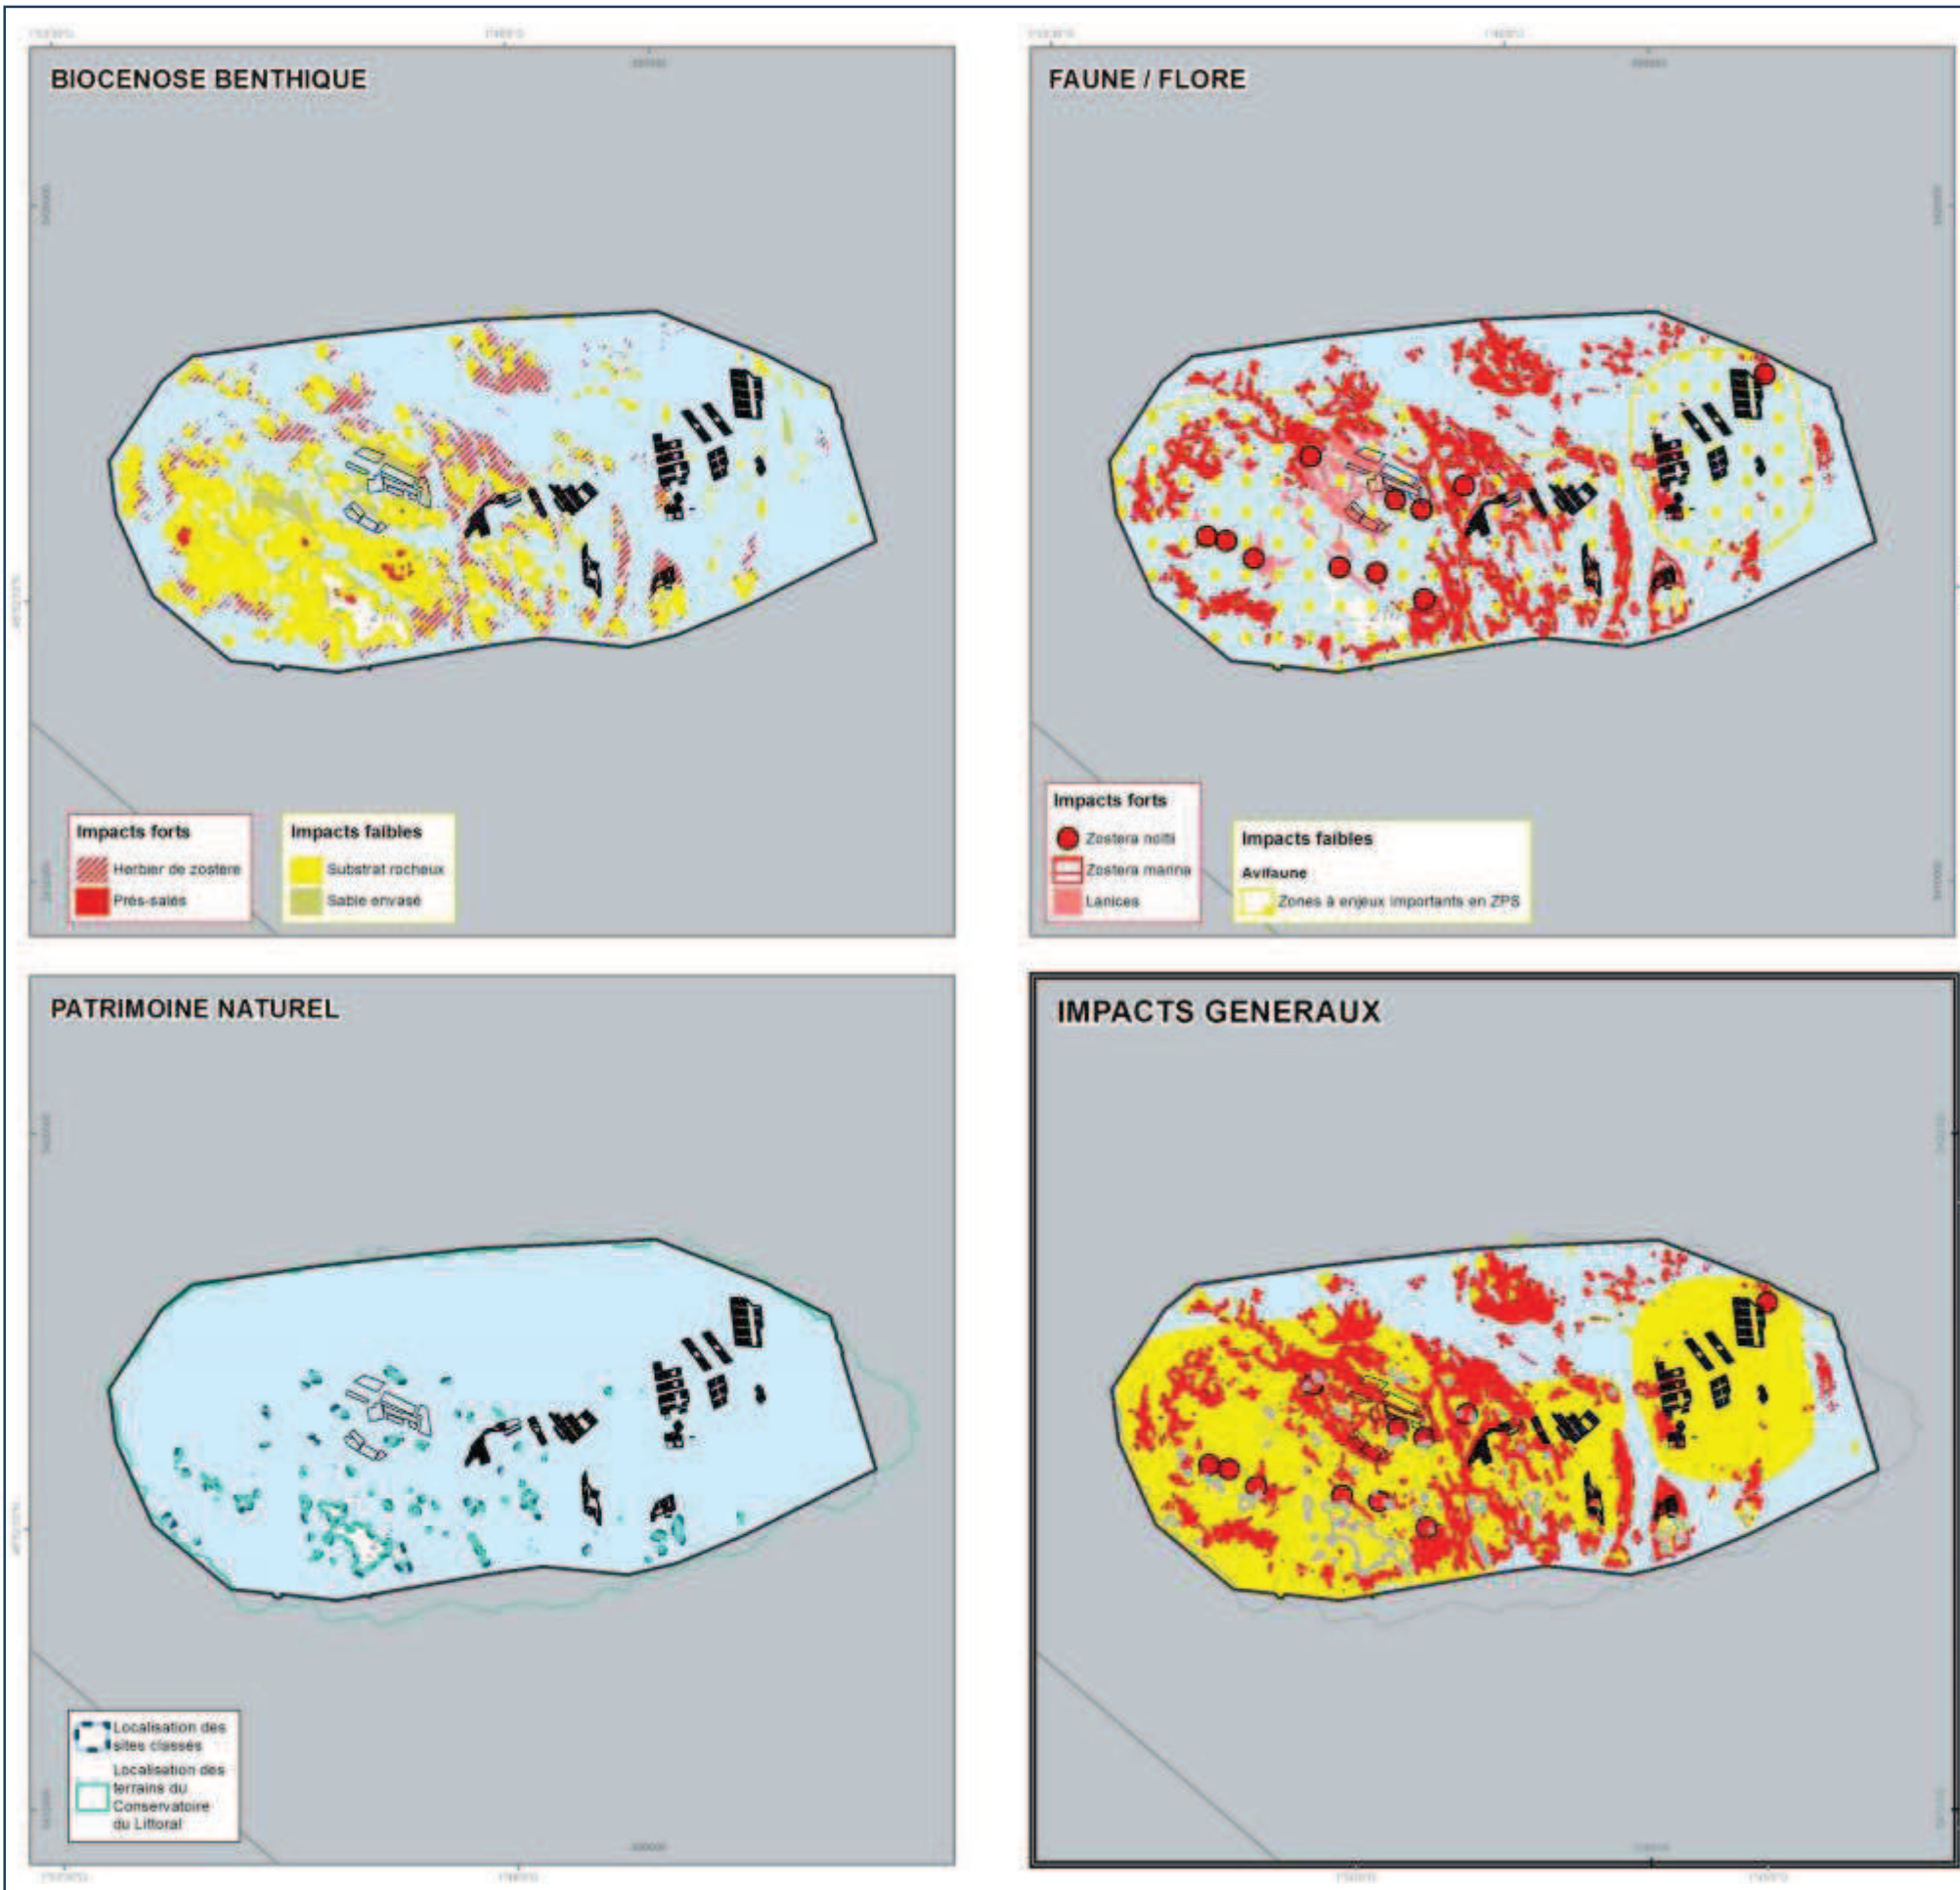 BIOCENOSE BENTHIQUE
Impacts forts
Herbier de zostère
Prés-salés
Impacts faibles
Substrat rocheux
Sable envasé
FAUNE / FLORE
Impacts forts
Zostera noltii
Zostera marina
Lanices
Impacts faibles
Avifaune
Zones à enjeux importants en ZPS
PATRIMOINE NATUREL
Localisation des
sites classés
Localisation des
terrains du
Conservatoire
du Littoral
IMPACTS GENERAUX